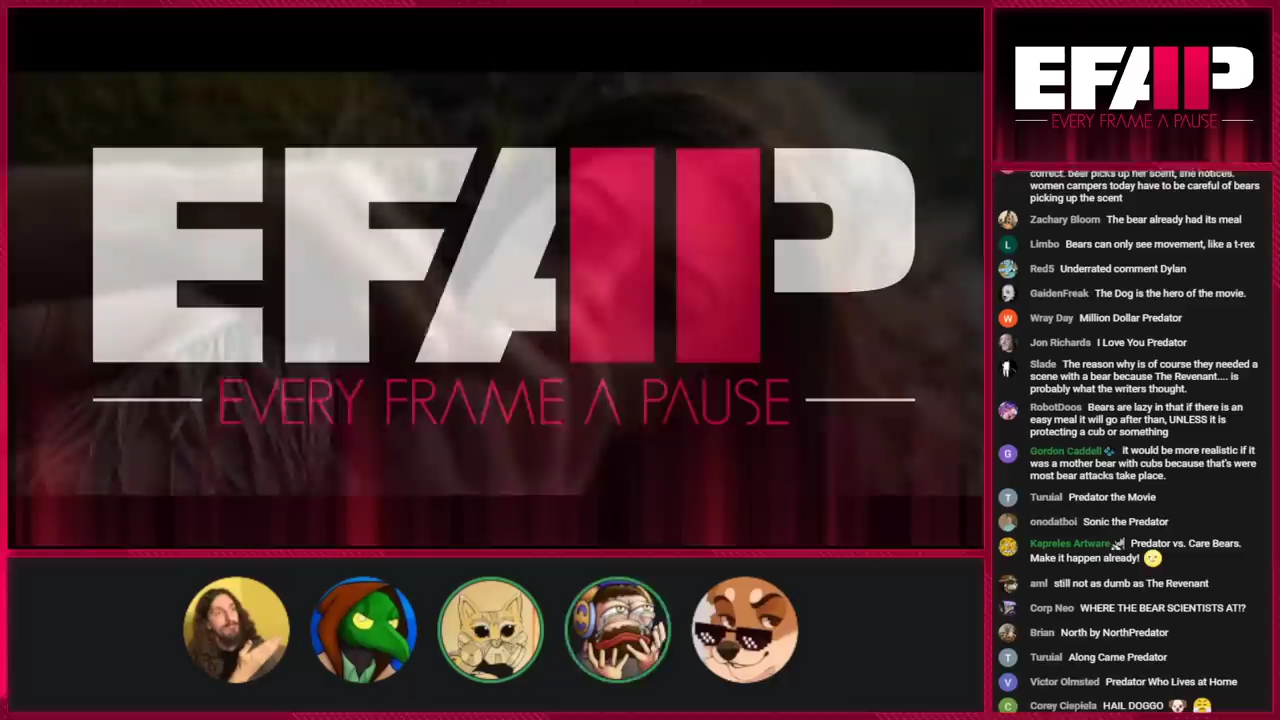 EFAP
EVERY FRAME A PAUSE
EFAP
EVERY FRAME A PAUSE
correct. bear picks up her scent, she notices.
women campers today have to be careful of bears
picking up the scent
Zachary Bloom The bear already had its meal
L Limbo Bears can only see movement, like a t-rex
Red5 Underrated comment Dylan
GaidenFreak The Dog is the hero of the movie.
W Wray Day Million Dollar Predator
Jon Richards I Love You Predator
Slade The reason why is of course they needed a
scene with a bear because The Revenant.... is
probably what the writers thought.
RobotDoos Bears are lazy in that if there is an
easy meal it will go after than, UNLESS it is
protecting a cub or something
G Gordon Caddell it would be more realistic if it
was a mother bear with cubs because that's were
most bear attacks take place.
T Turuial Predator the Movie
onodatboi Sonic the Predator
Kapreles Artware Predator vs. Care Bears.
Make it happen already!
aml still not as dumb as The Revenant
Corp Neo WHERE THE BEAR SCIENTISTS AT!?
Brian North by NorthPredator
T Turuial Along Came Predator
V Victor Olmsted Predator Who Lives at Home
C Corey Ciepiela HAIL DOGGO